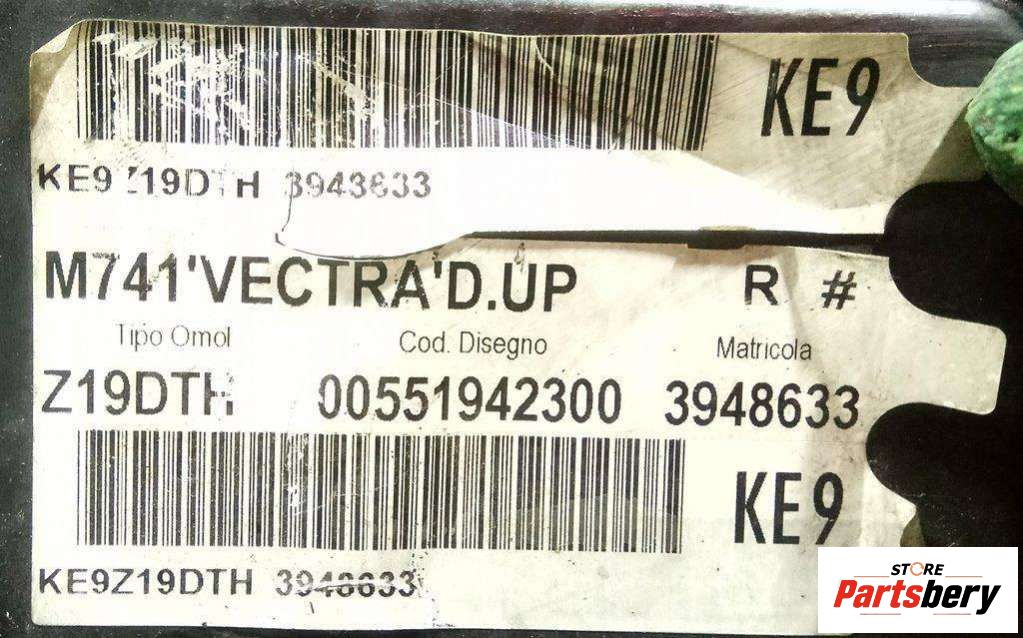 KE9
KE9 Z19DTH 3943633
M741'VECTRA'D.UP R #
Tipo Omol Cod. Disegno Matricola
Z19DTH 00551942300 3948633
KE9
KE9Z19DTH 3948633
STORE
Partsbery